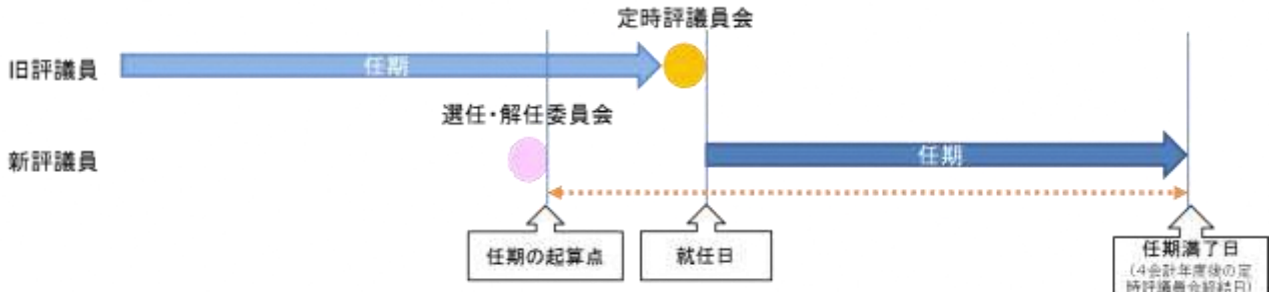 定時評議員会
旧評議員
任期
選任・解任委員会
新評議員
任期
任期の起算点
就任日
任期満了日
(4会計年度後の定
時評議員会終結日)